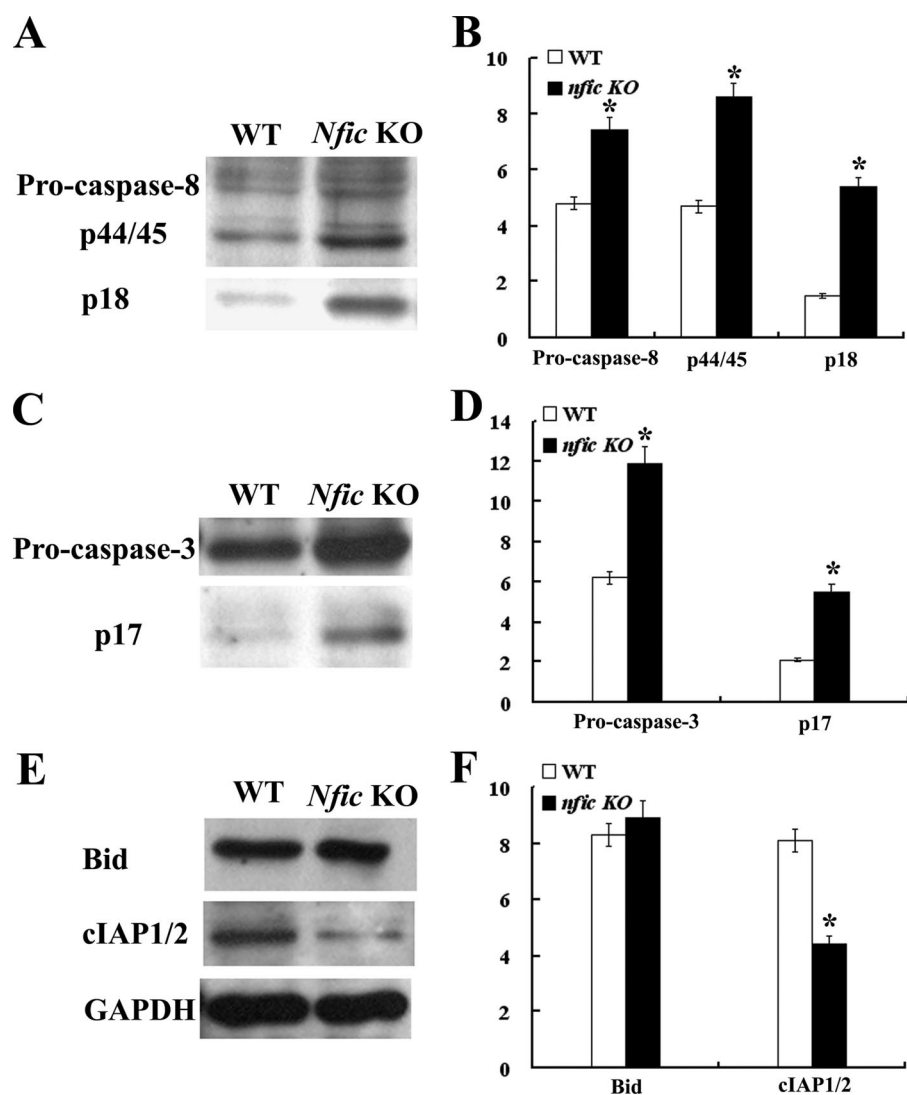 A
WT Nfic KO
Pro-caspase-8
p44/45
p18
B
WT
nfic KO
10
8
6
4
2
0
* * *
Pro-caspase-8 p44/45 p18
C
WT Nfic KO
Pro-caspase-3
p17
D
WT
nfic KO
14
12
10
8
6
4
2
0
* *
Pro-caspase-3 p17
E
WT Nfic KO
Bid
cIAP1/2
GAPDH
F
WT
nfic KO
10
8
6
4
2
0
*
Bid cIAP1/2